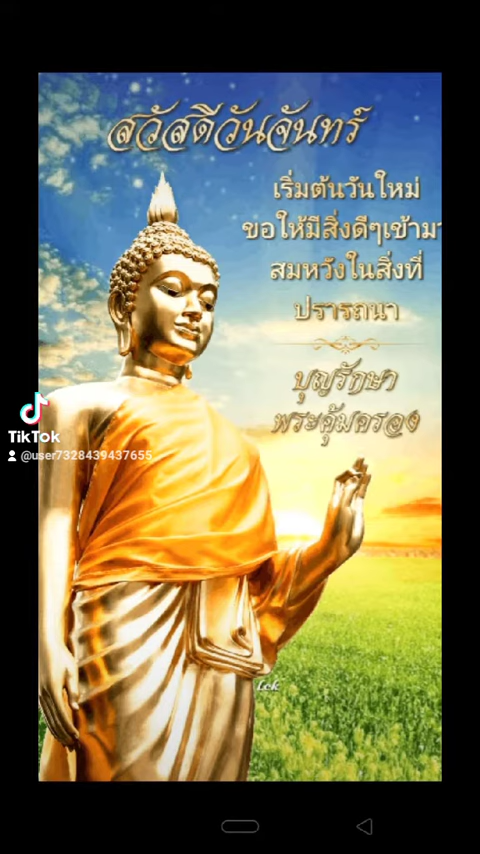 สวัสดีวันจันทร์
เริ่มต้นวันใหม่
ขอให้มีสิ่งดีๆเข้ามา
สมหวังในสิ่งที่
ปรารถนา
บุญรักษา
พระคุ้มครอง
TikTok
@user7328439437655
Lek